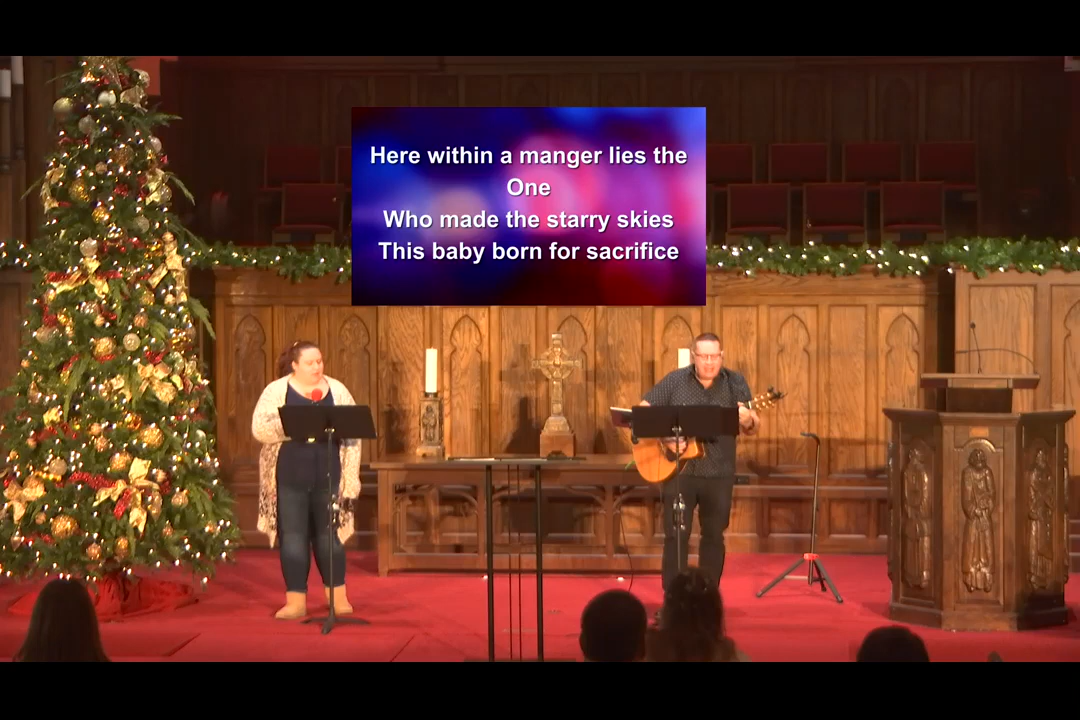 Here within a manger lies the
One
Who made the starry skies
This baby born for sacrifice